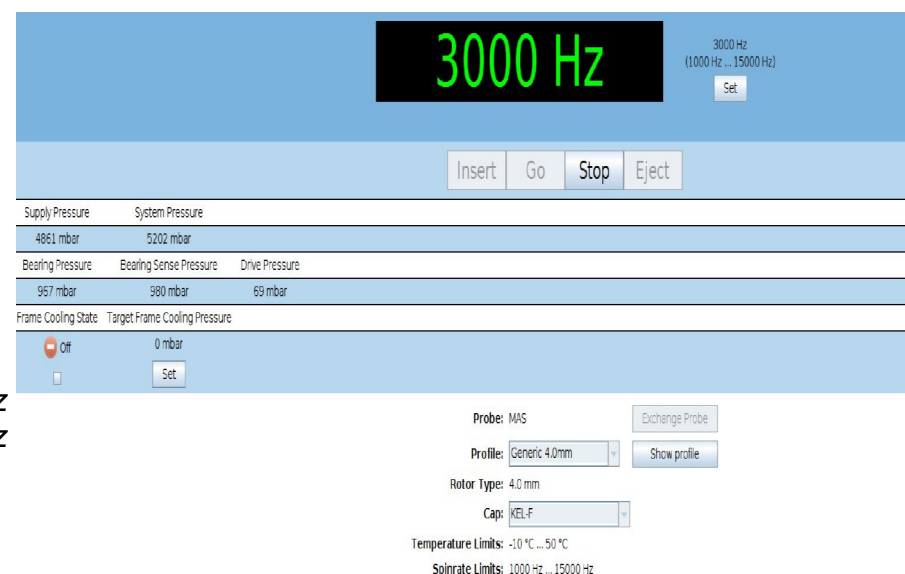 3000 Hz
3000 Hz
(1000 Hz ... 15000 Hz)
Set
Insert Go Stop Eject
Supply Pressure System Pressure
4861 mbar 5202 mbar
Bearing Pressure Bearing Sense Pressure Drive Pressure
967 mbar 980 mbar 69 mbar
Frame Cooling State Target Frame Cooling Pressure
Off 0 mbar
Set
z
z
Probe: MAS Exchange Probe
Profile: Generic 4.0mm Show profile
Rotor Type: 4.0 mm
Cap: KEL-F
Temperature Limits: -10 °C ... 50 °C
Spinrate Limits: 1000 Hz ... 15000 Hz